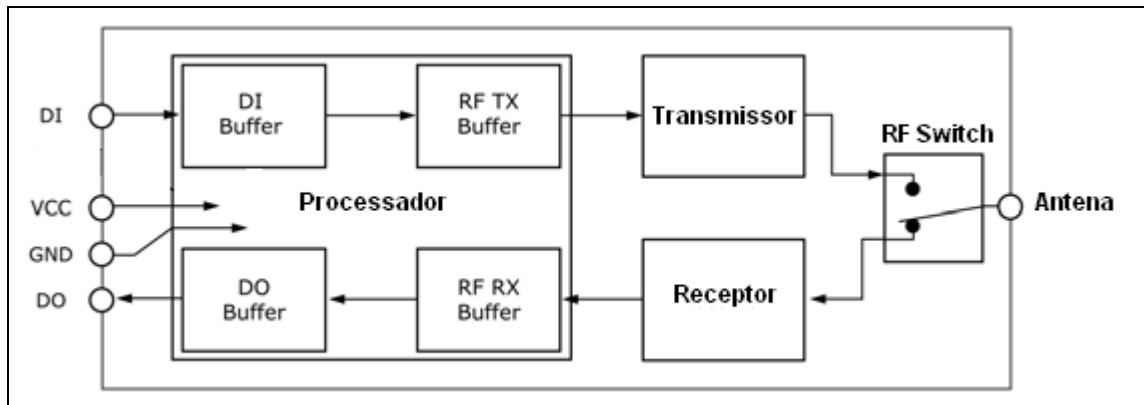 DI
DI
Buffer
RF TX
Buffer
Transmissor
RF Switch
VCC
Processador
Antena
GND
DO
DO
Buffer
RF RX
Buffer
Receptor